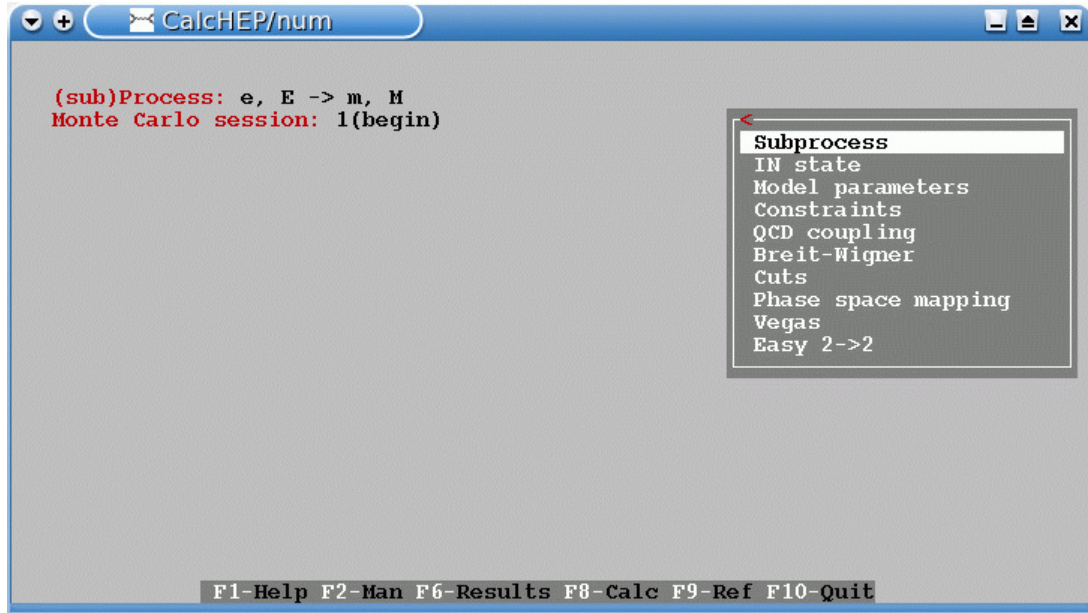 CalcHEP/num
(sub)Process: e, E -> m, M
Monte Carlo session: 1(begin)
<
Subprocess
IN state
Model parameters
Constraints
QCD coupling
Breit-Wigner
Cuts
Phase space mapping
Vegas
Easy 2->2
F1-Help F2-Man F6-Results F8-Calc F9-Ref F10-Quit